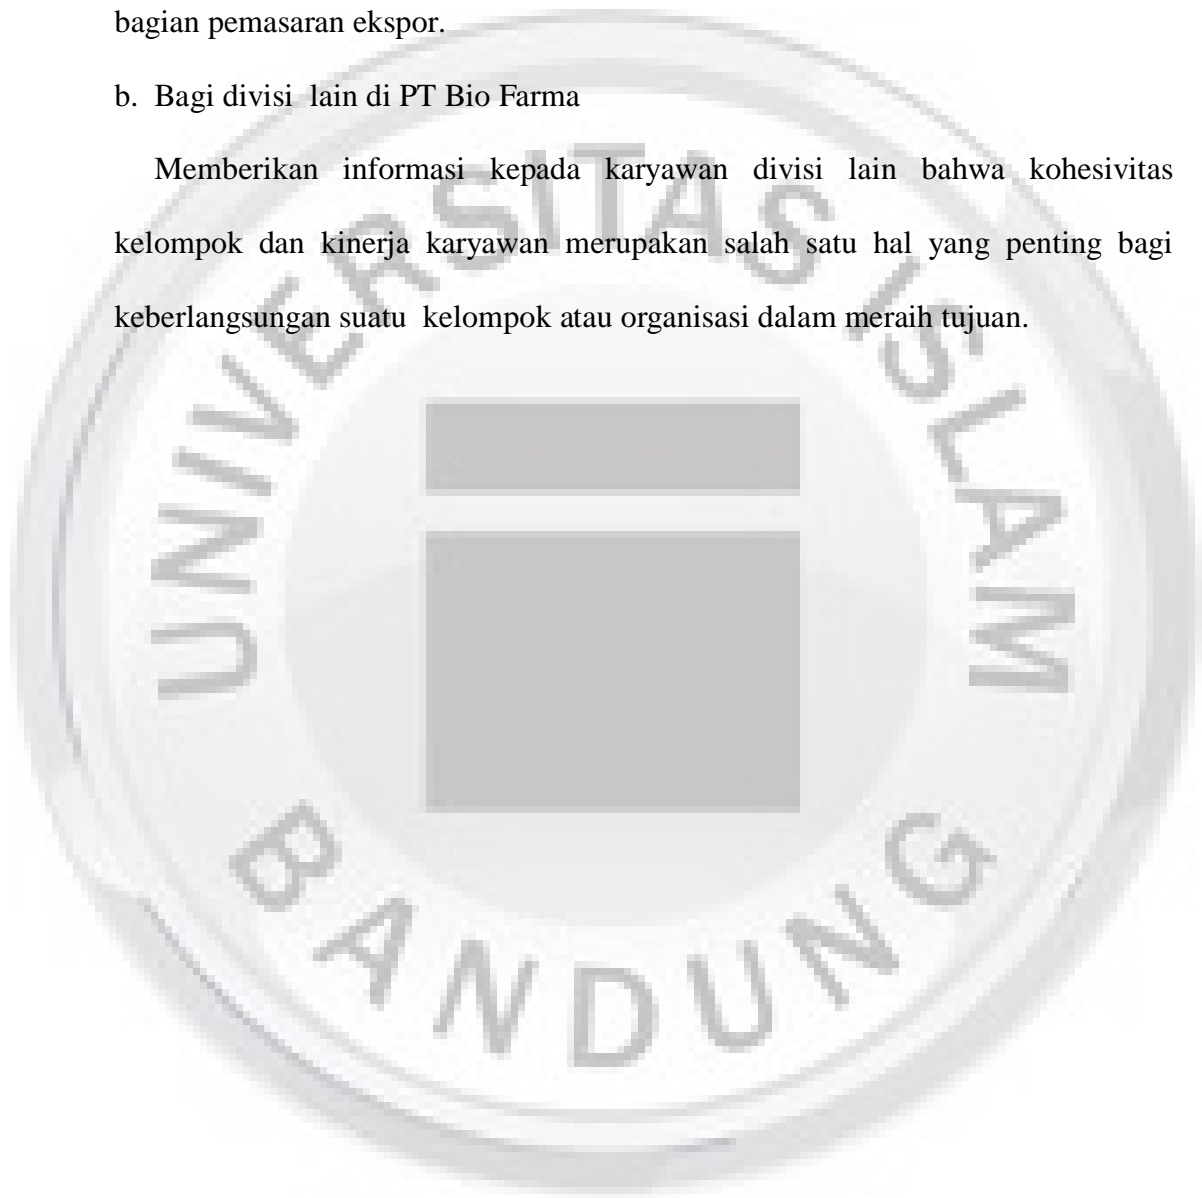 bagian pemasaran ekspor.
b. Bagi divisi lain di PT Bio Farma
Memberikan informasi kepada karyawan divisi lain bahwa kohesivitas
kelompok dan kinerja karyawan merupakan salah satu hal yang penting bagi
keberlangsungan suatu kelompok atau organisasi dalam meraih tujuan.
UNIVERSITAS ISLAM
BANDUNG